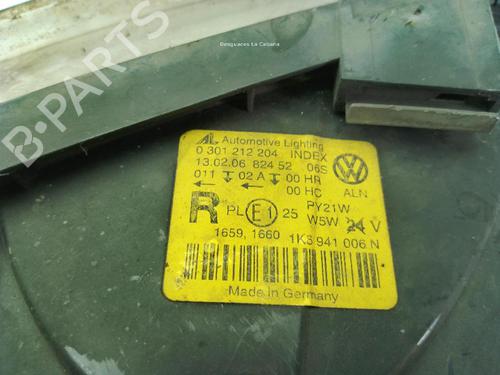 Desguaces La Cabaña
B-PARTS
AL Automotive Lighting
0 301 212 204 INDEX
13.02.06 824 52 06S
011 02 A 00 HR
00 HC
ALN
R PL E1 25 PY21W
W5W 24 V
1659, 1660 1K6 941 006 N
Made in Germany